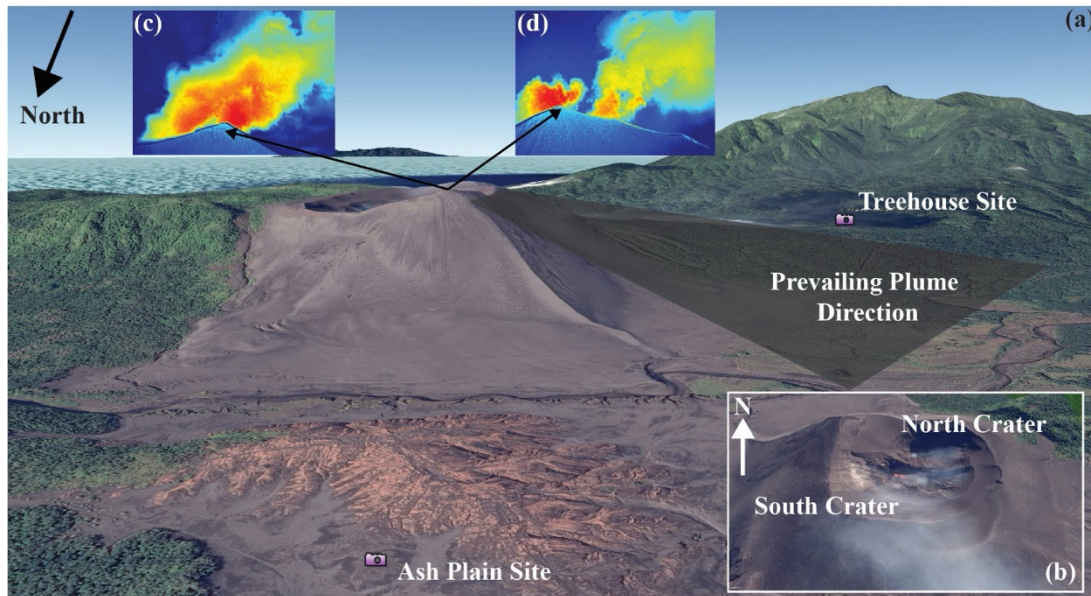 (c)
(d)
(a)
North
Treehouse Site
Prevailing Plume
Direction
N
North Crater
South Crater
(b)
Ash Plain Site